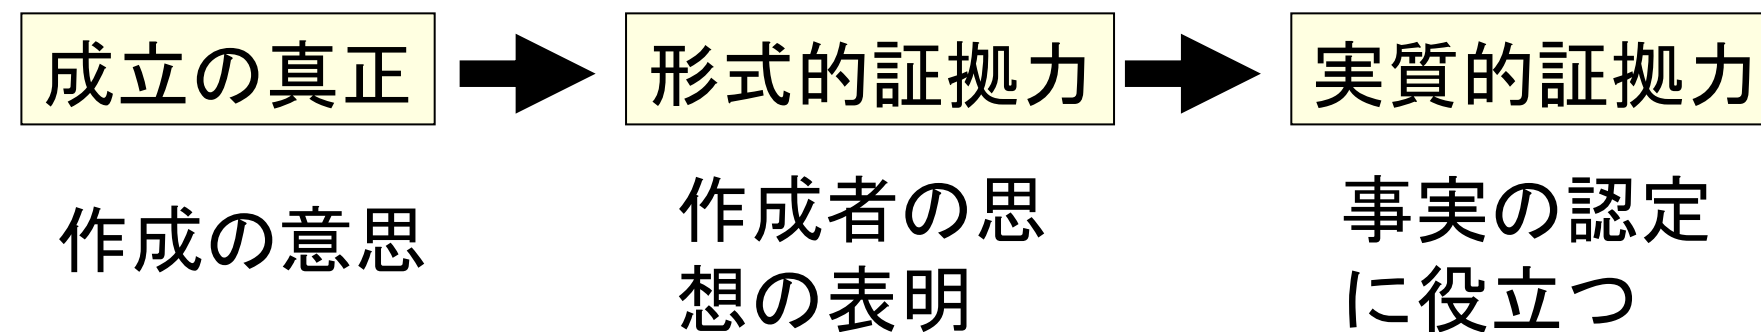 成立の真正
形式的証拠力
実質的証拠力
作成の意思
作成者の思
想の表明
事実の認定
に役立つ